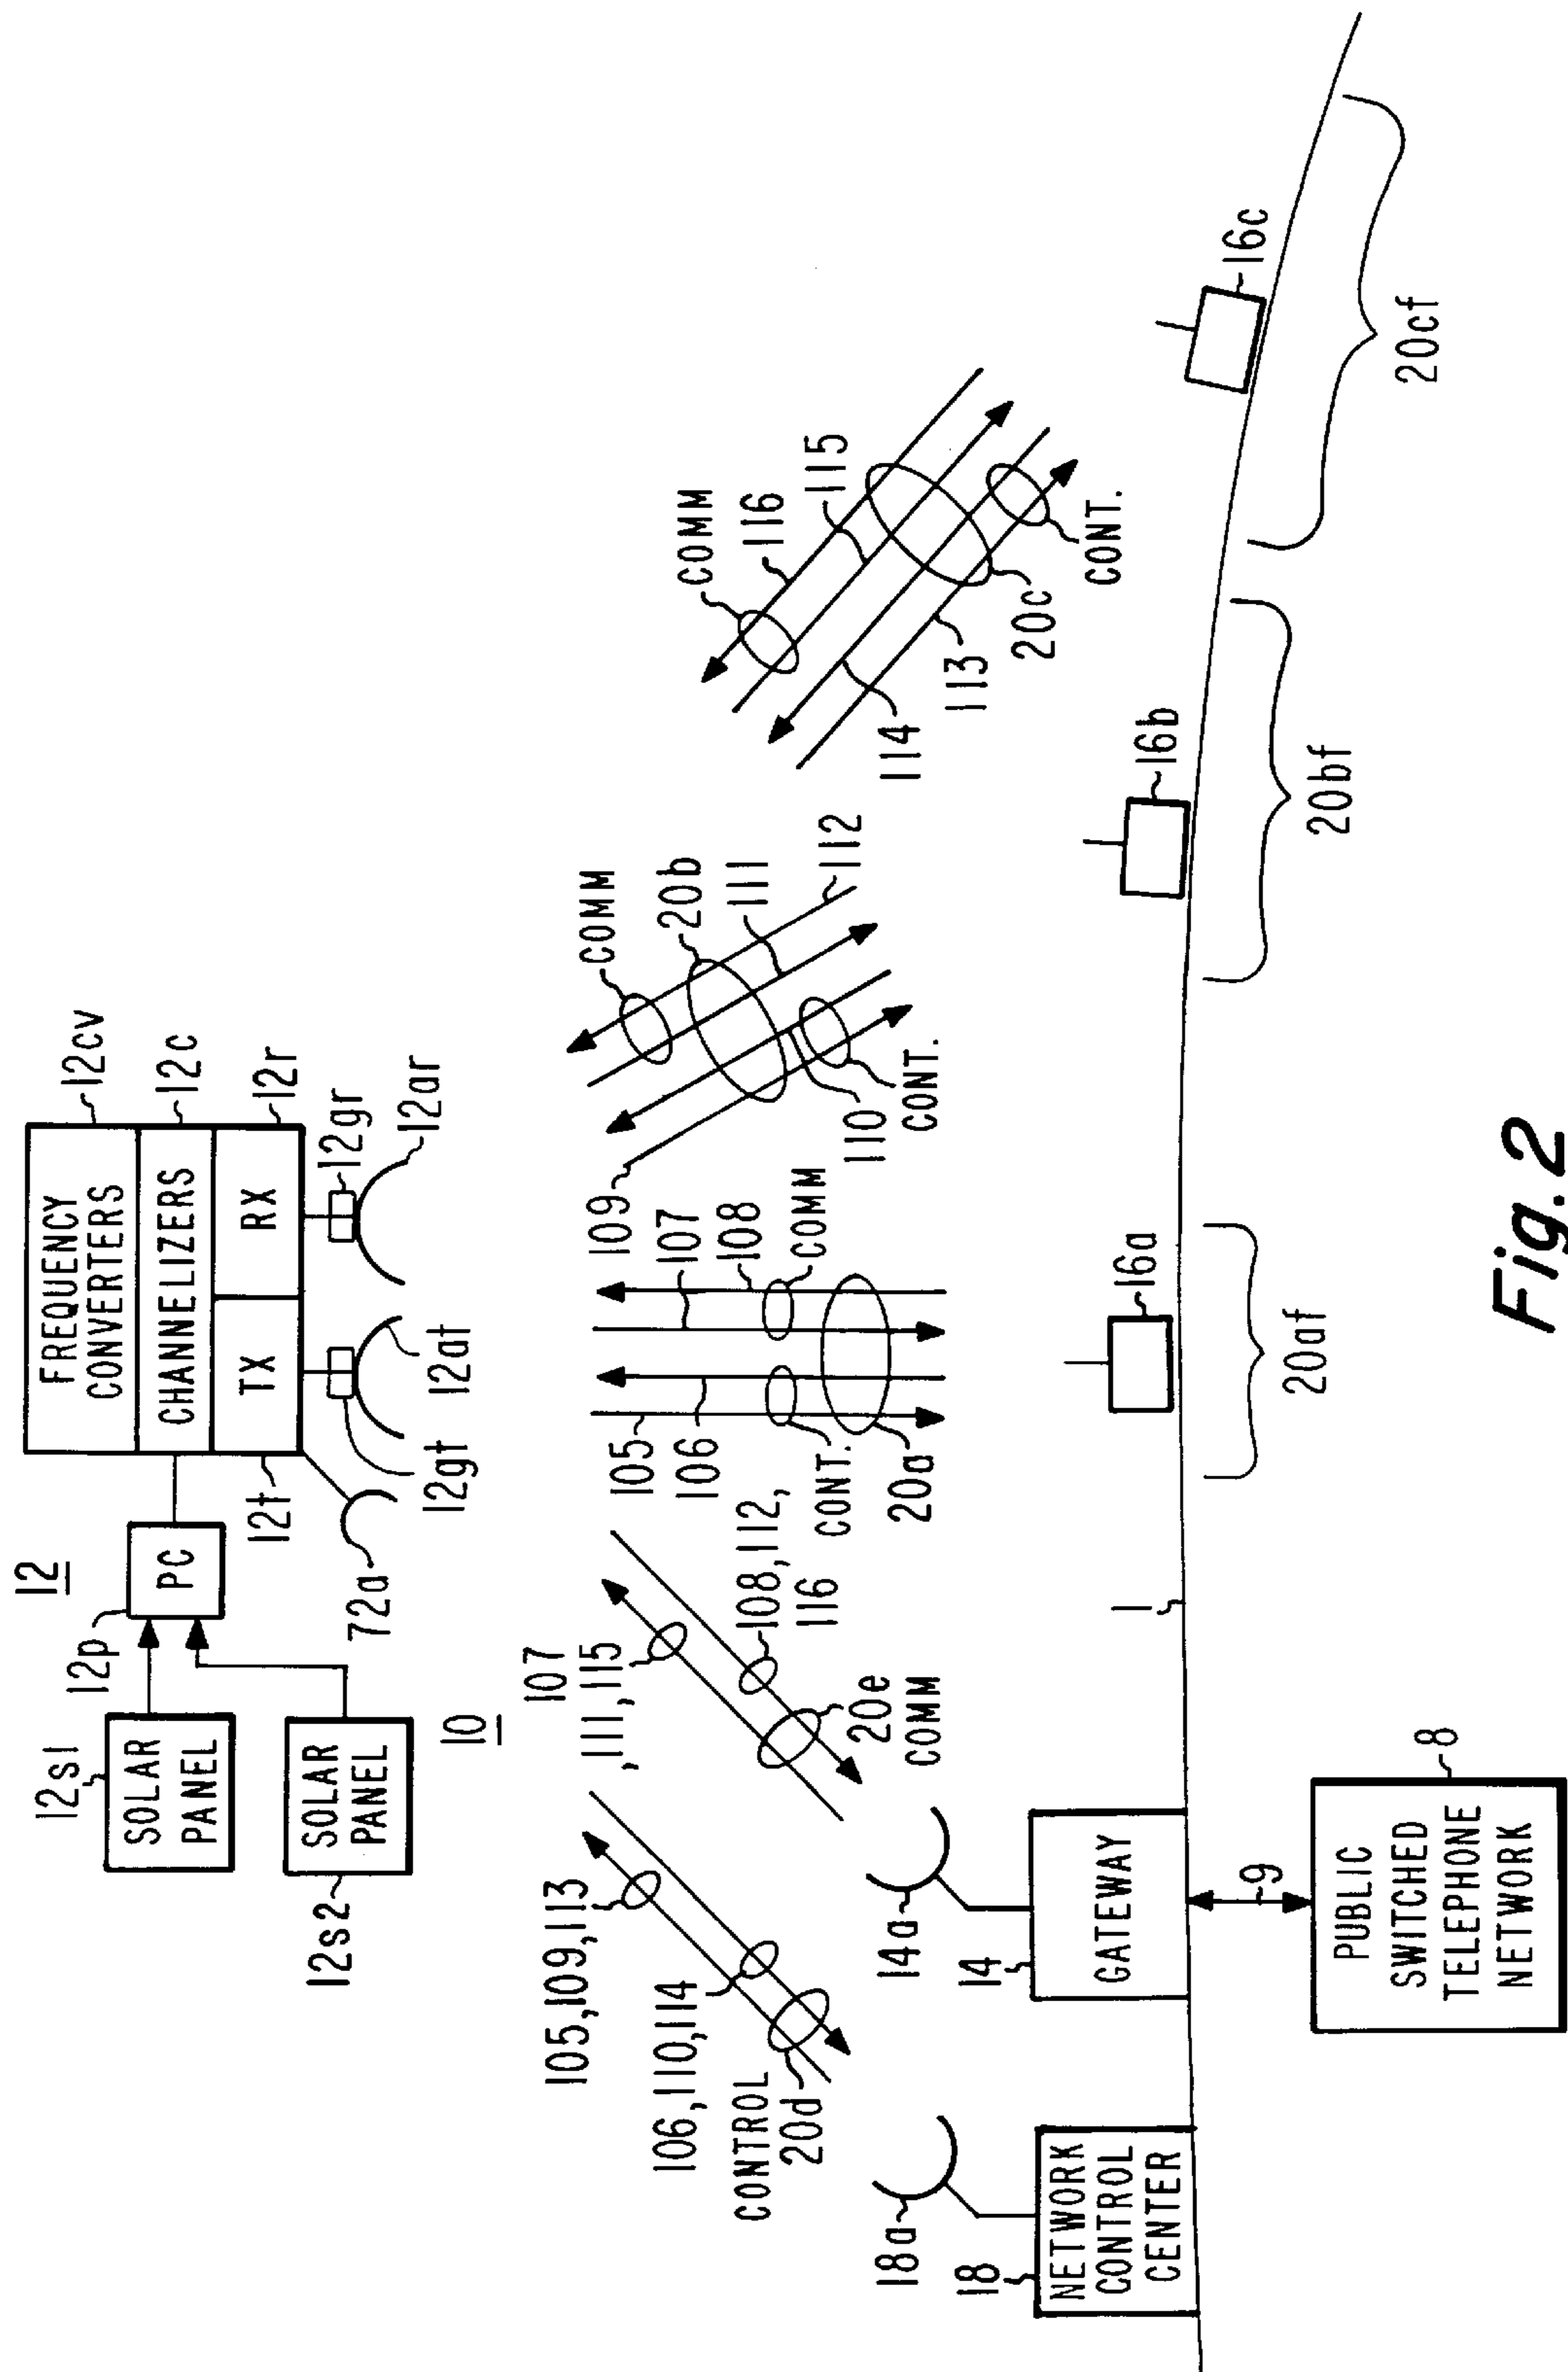 12
12s1
SOLAR
PANEL
12s2
SOLAR
PANEL
12p
PC
FREQUENCY
CONVERTERS
12cv
CHANNELIZERS
12c
TX
RX
12r
12t
72a
12gt
12at
12gr
12ar
10
105,109,113
106,110,114
CONTROL
20d
107
,111,115
108,112,
116
20e
COMM
105
106
CONT.
20a
107
108
COMM
109
110
CONT.
COMM
20b
111
112
COMM
116
115
114
113
20c
CONT.
18a
18
NETWORK
CONTROL
CENTER
14a
14
GATEWAY
1
16a
16b
16c
20af
20bf
20cf
9
8
PUBLIC
SWITCHED
TELEPHONE
NETWORK
Fig.2